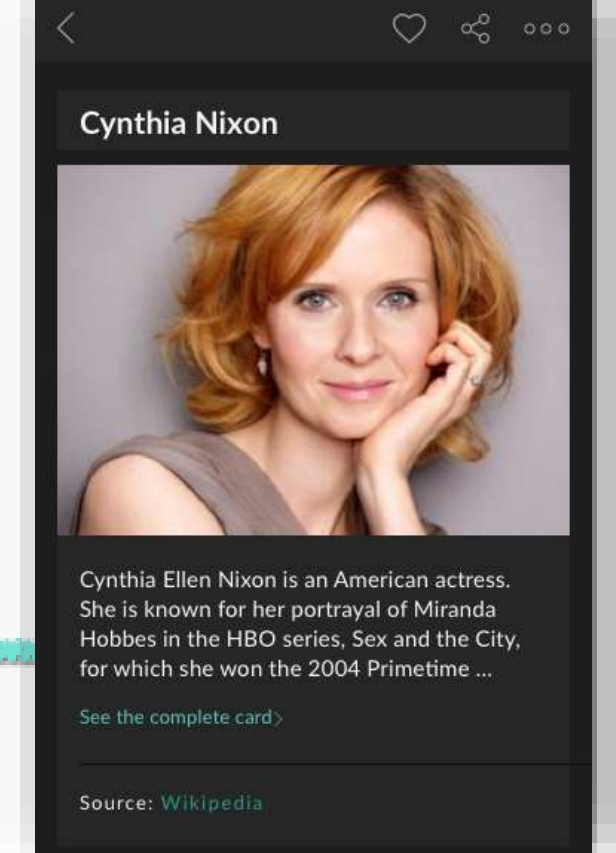 Cynthia Nixon
Cynthia Ellen Nixon is an American actress.
She is known for her portrayal of Miranda
Hobbes in the HBO series, Sex and the City,
for which she won the 2004 Primetime ...
See the complete card>
Source: Wikipedia